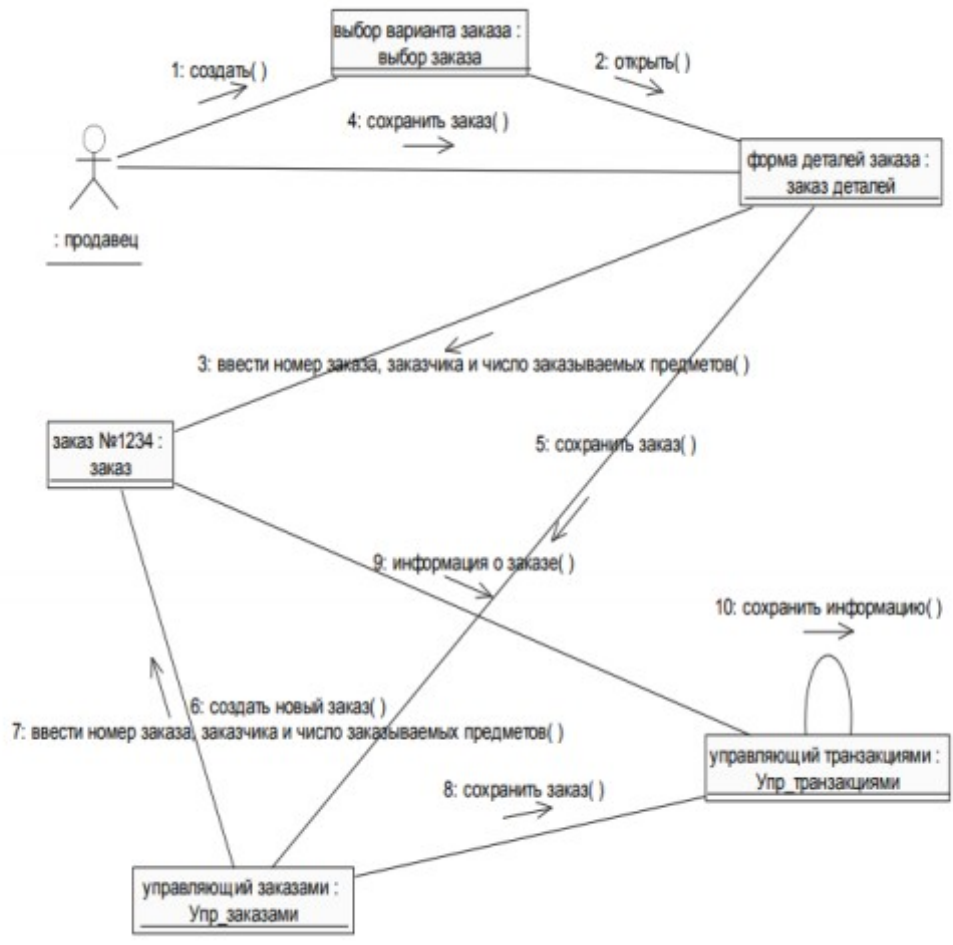 выбор варианта заказа :
выбор заказа
1: создать( )
2: открыть( )
4: сохранить заказ( )
форма деталей заказа :
заказ деталей
: продавец
3: ввести номер заказа, заказчика и число заказываемых предметов( )
заказ №1234 :
заказ
5: сохранить заказ( )
9: информация о заказе( )
10: сохранить информацию( )
6: создать новый заказ( )
7: ввести номер заказа, заказчика и число заказываемых предметов( )
управляющий транзакциями :
Упр_транзакциями
8: сохранить заказ( )
управляющий заказами :
Упр_заказами